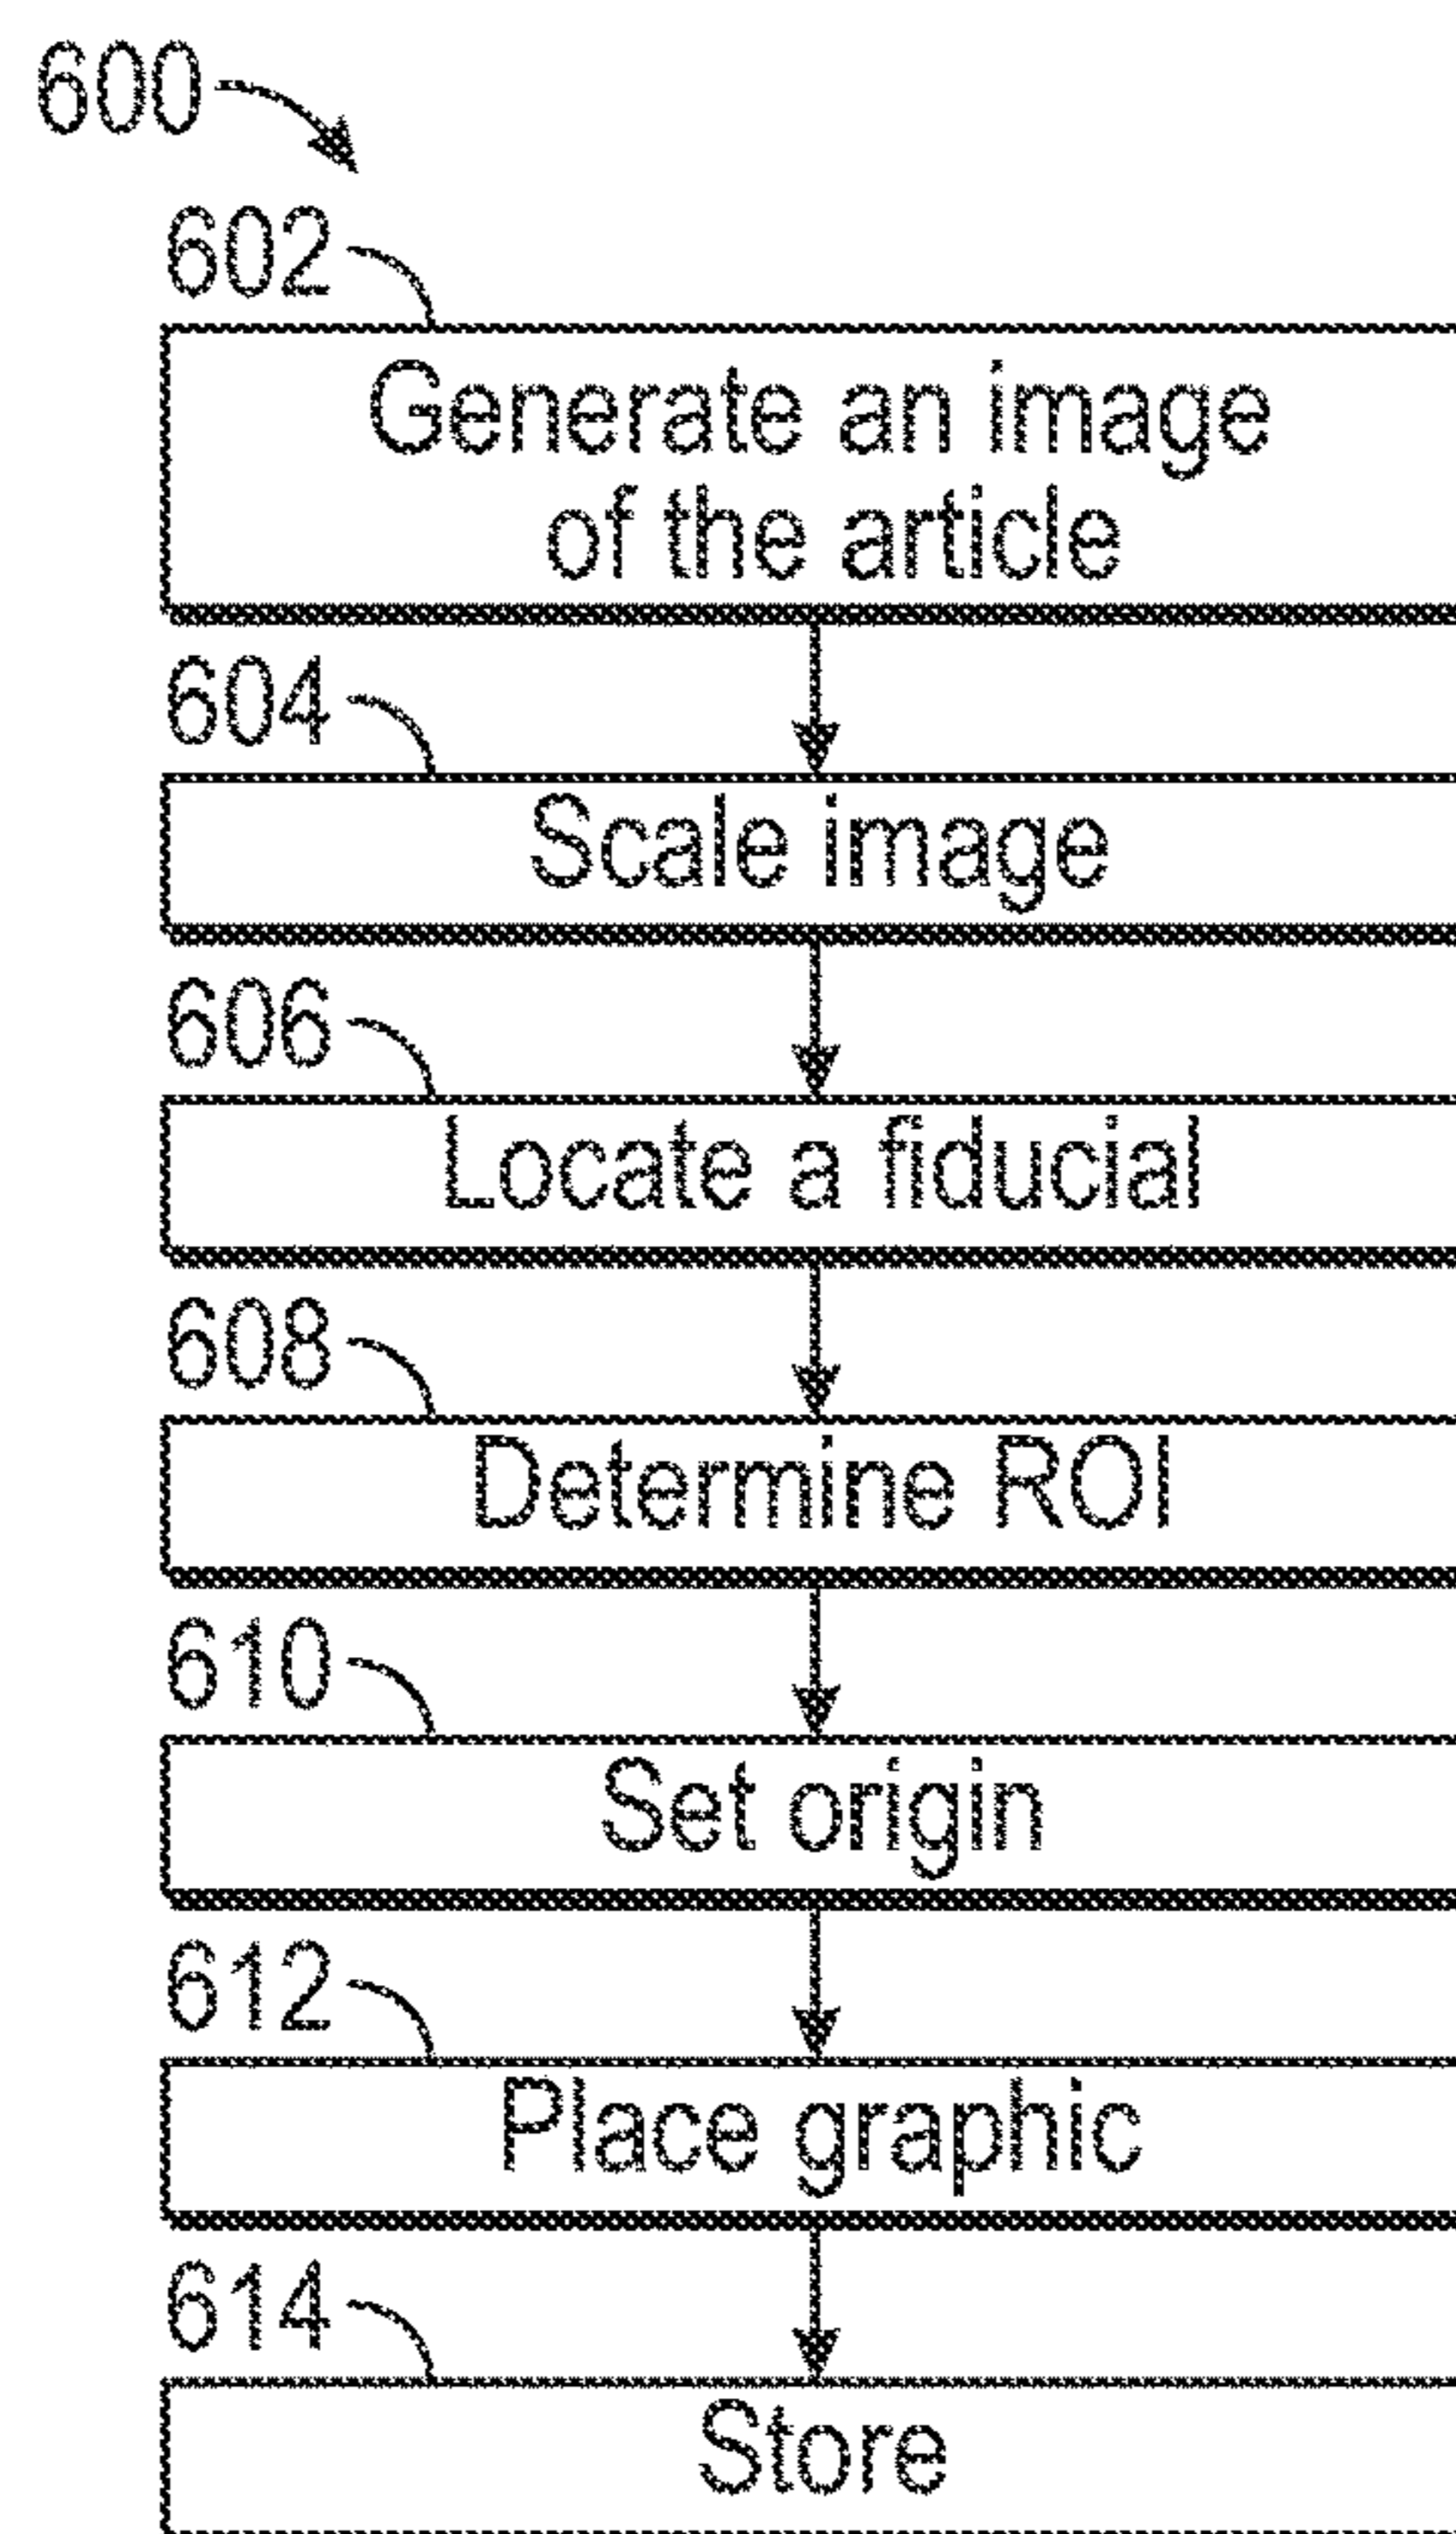 600
602
Generate an image
of the article
604
Scale image
606
Locate a fiducial
608
Determine ROI
610
Set origin
612
Place graphic
614
Store